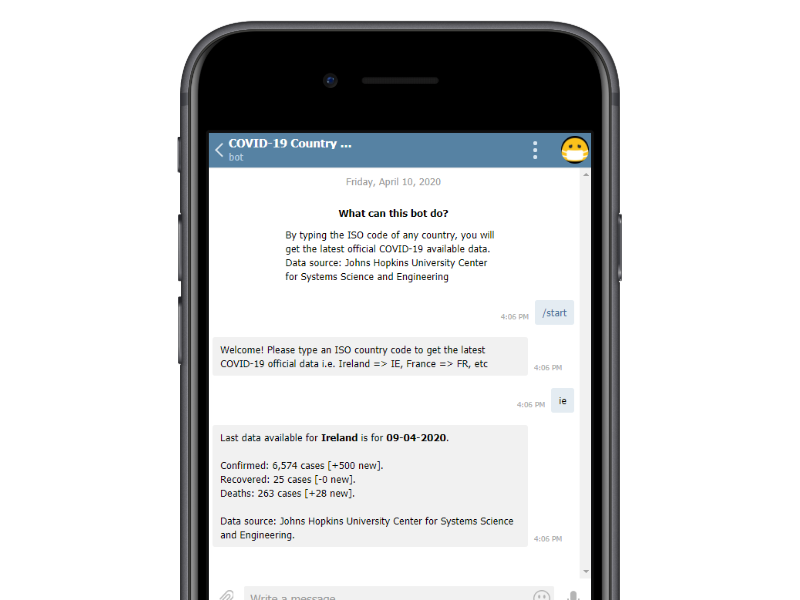 COVID-19 Country ...
bot
Friday, April 10, 2020
What can this bot do?
By typing the ISO code of any country, you will
get the latest official COVID-19 available data.
Data source: Johns Hopkins University Center
for Systems Science and Engineering
4:06 PM
/start
Welcome! Please type an ISO country code to get the latest
COVID-19 official data i.e. Ireland => IE, France => FR, etc
4:06 PM
4:06 PM
ie
Last data available for Ireland is for 09-04-2020.
Confirmed: 6,574 cases [+500 new].
Recovered: 25 cases [-0 new].
Deaths: 263 cases [+28 new].
Data source: Johns Hopkins University Center for Systems Science
and Engineering.
4:06 PM
Write a message